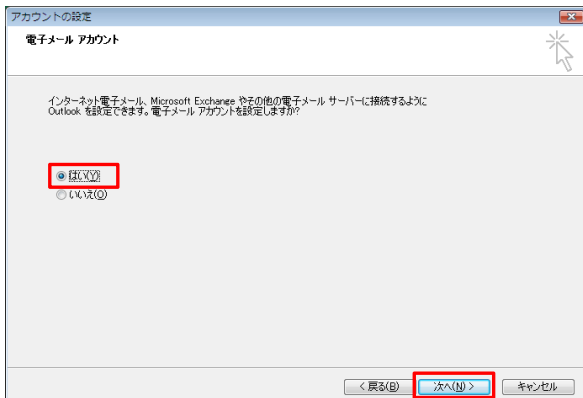 アカウントの設定
電子メール アカウント
インターネット電子メール、Microsoft Exchange やその他の電子メール サーバーに接続するように
Outlook を設定できます。電子メール アカウントを設定しますか?
はい(Y)
いいえ(O)
< 戻る(B)
次へ(N) >
キャンセル